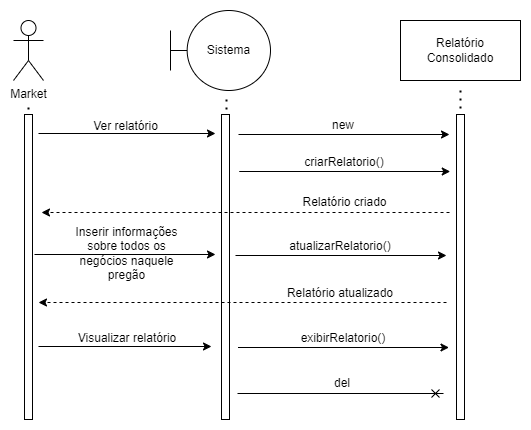 Sistema
Relatório
Consolidado
Market
Ver relatório
new
criarRelatorio()
Relatório criado
Inserir informações
sobre todos os
negócios naquele
pregão
atualizarRelatorio()
Relatório atualizado
Visualizar relatório
exibirRelatorio()
del